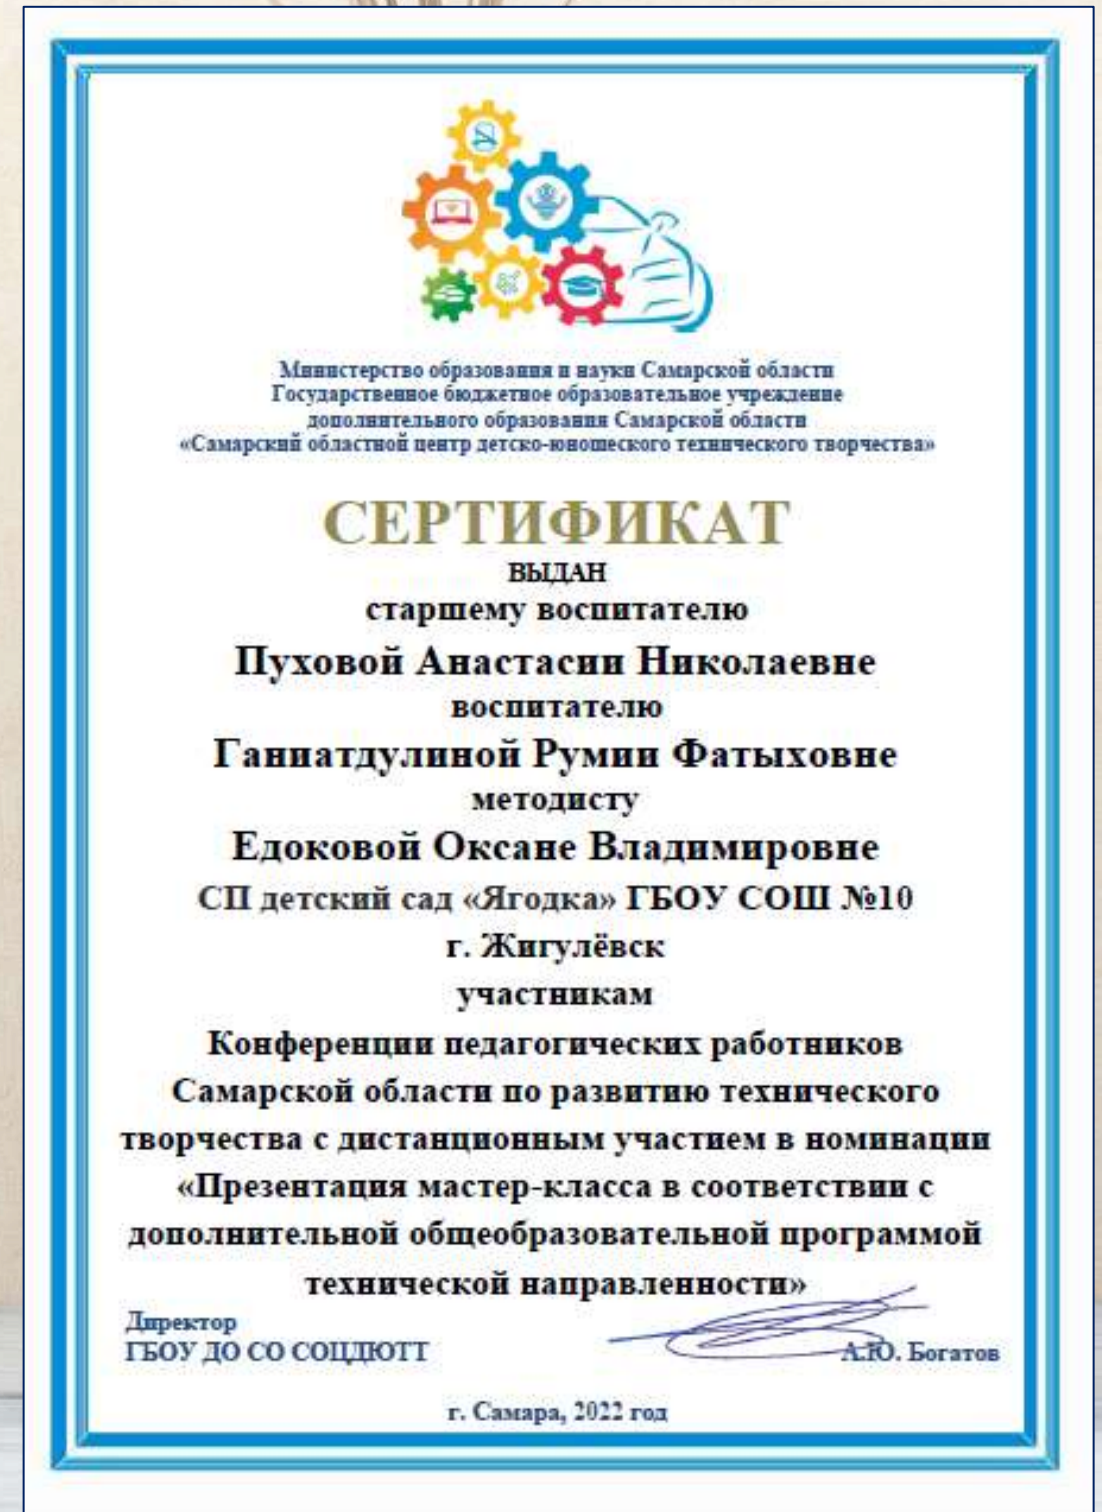 Министерство образования и науки Самарской области
Государственное бюджетное образовательное учреждение
дополнительного образования Самарской области
«Самарский областной центр детско-юношеского технического творчества»
СЕРТИФИКАТ
ВЫДАН
старшему воспитателю
Пуховой Анастасии Николаевне
воспитателю
Ганиатдулиной Румии Фатыховне
методисту
Едоковой Оксане Владимировне
СП детский сад «Ягодка» ГБОУ СОШ №10
г. Жигулёвск
участникам
Конференции педагогических работников
Самарской области по развитию технического
творчества с дистанционным участием в номинации
«Презентация мастер-класса в соответствии с
дополнительной общеобразовательной программой
технической направленности»
Директор
ГБОУ ДО СО СОЦДЮТТ
А.Ю. Богатов
г. Самара, 2022 год